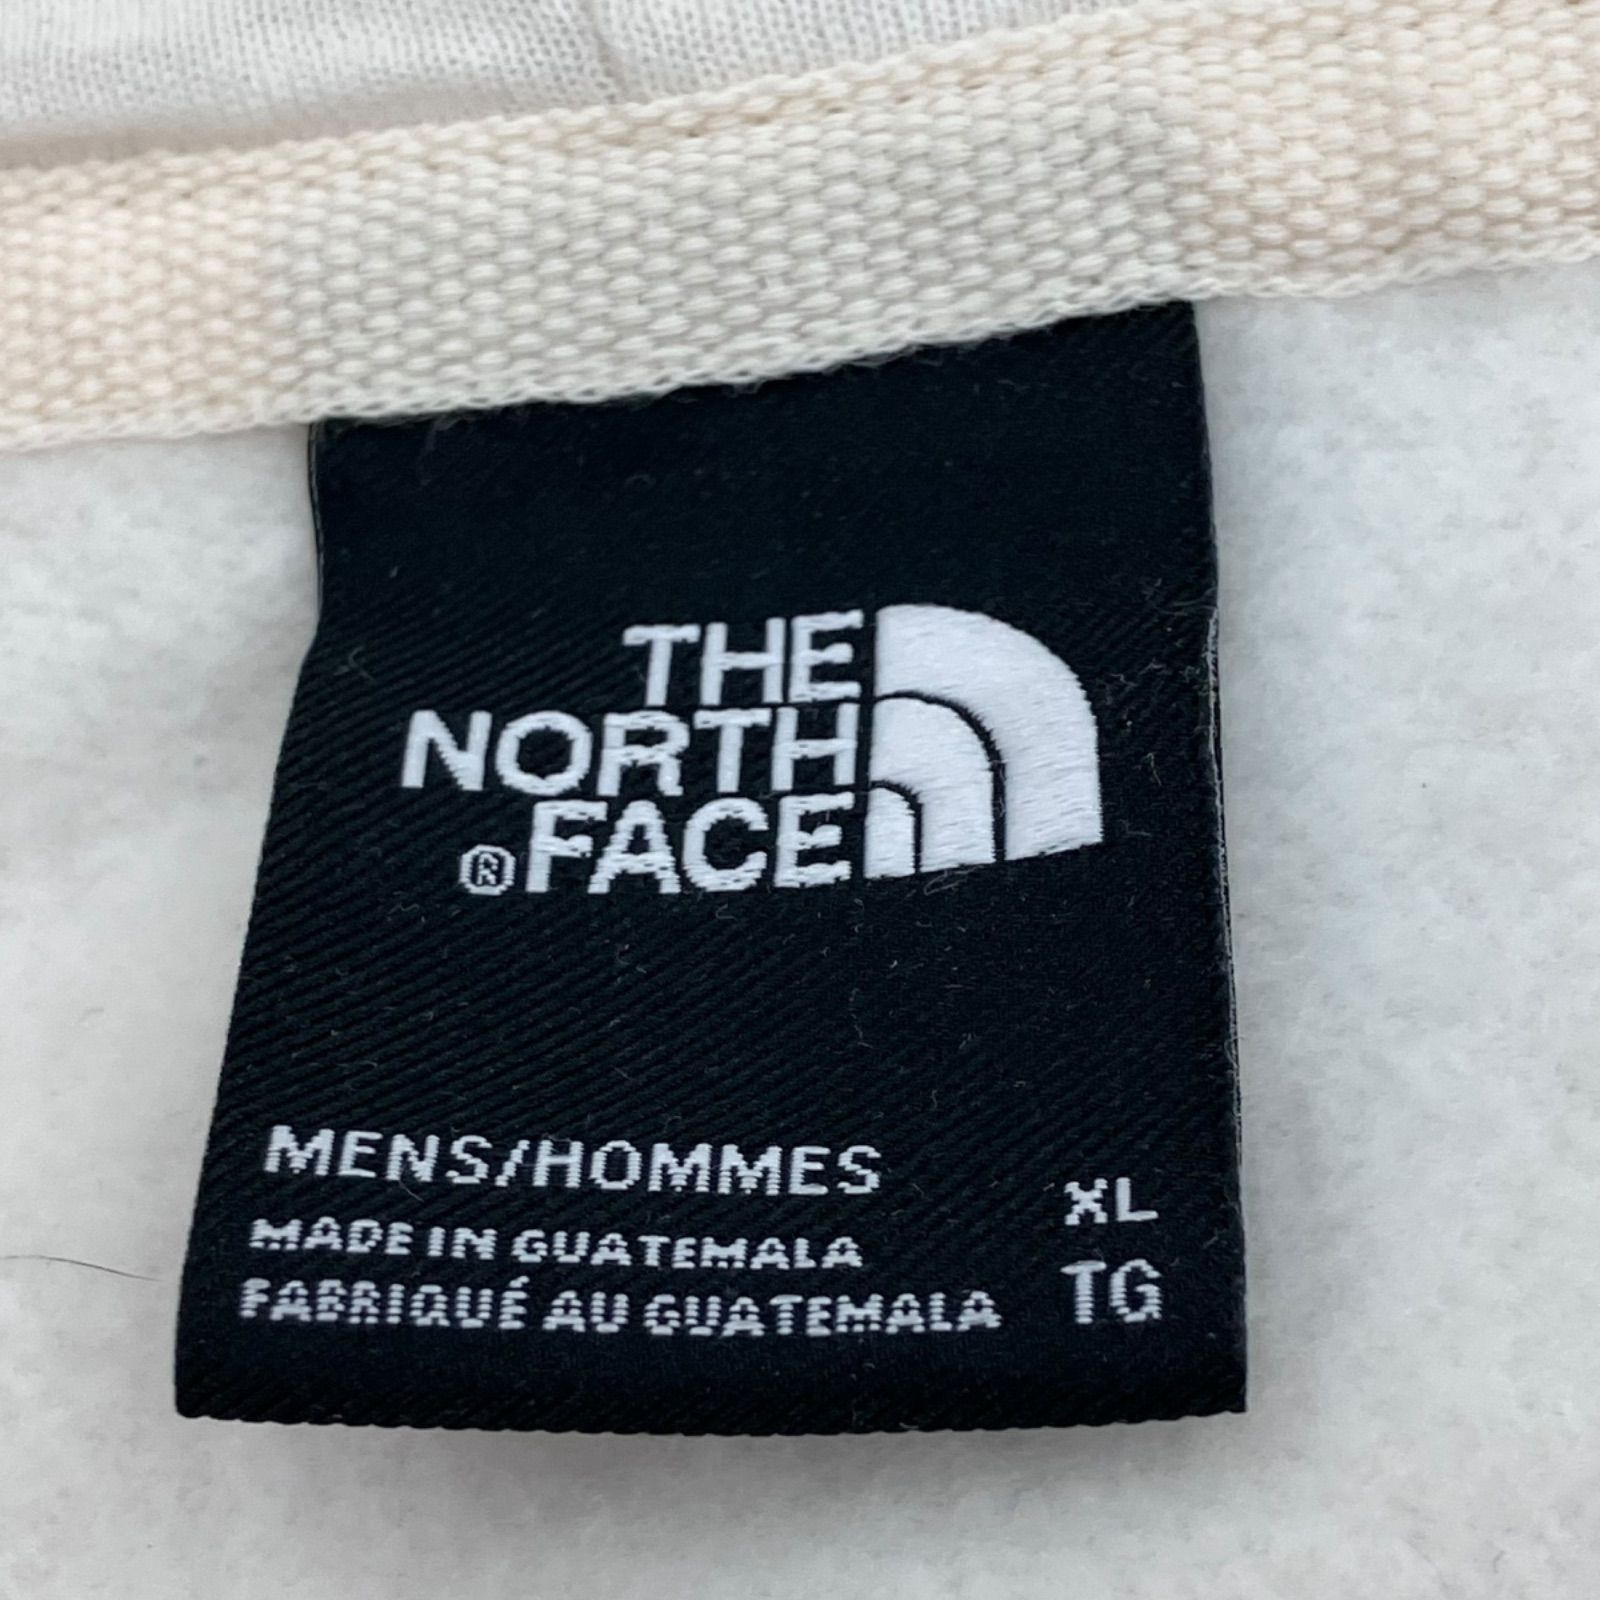 THE
NORTH
®FACE
MENS/HOMMES
MADE IN GUATEMALA
FABRIQUÉ AU GUATEMALA
XL
TG